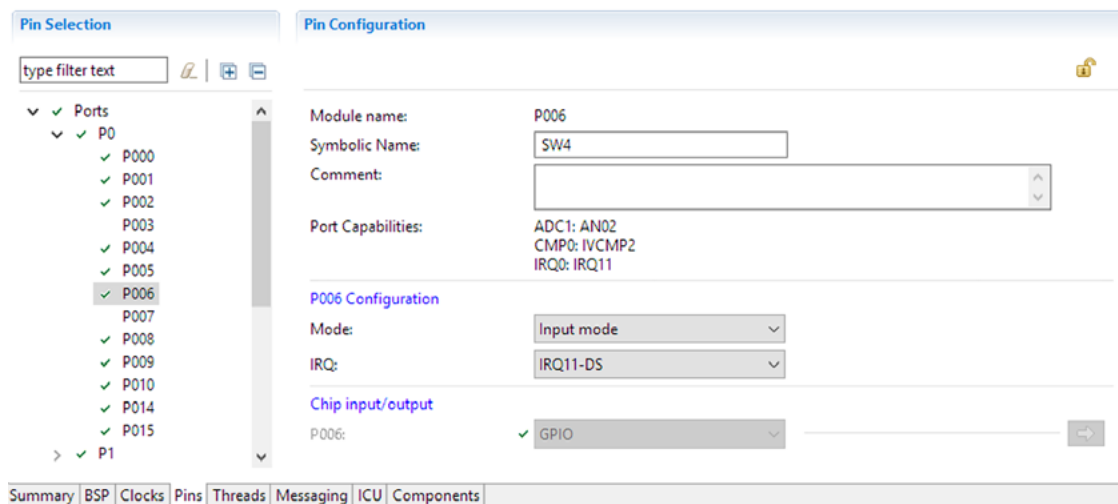 Pin Selection
Pin Configuration
type filter text
Ports
P0
P000
P001
P002
P003
P004
P005
P006
P007
P008
P009
P010
P014
P015
P1
Module name: P006
Symbolic Name: SW4
Comment:
Port Capabilities: ADC1: AN02
CMP0: IVCMP2
IRQ0: IRQ11
P006 Configuration
Mode: Input mode
IRQ: IRQ11-DS
Chip input/output
P006: GPIO
Summary BSP Clocks Pins Threads Messaging ICU Components